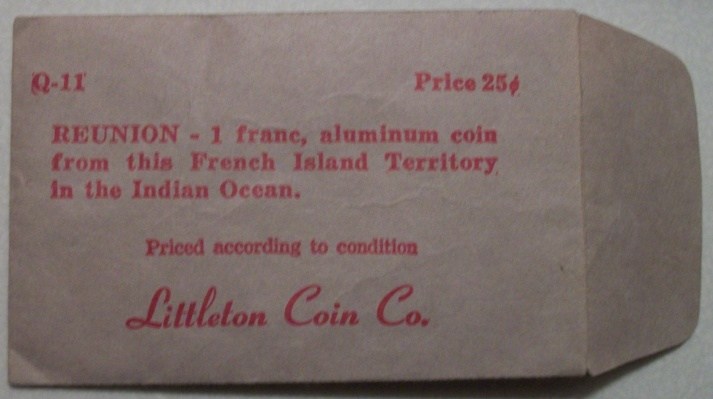 Q-11 Price 25¢
REUNION - 1 franc, aluminum coin
from this French Island Territory
in the Indian Ocean.
Priced according to condition
Littleton Coin Co.